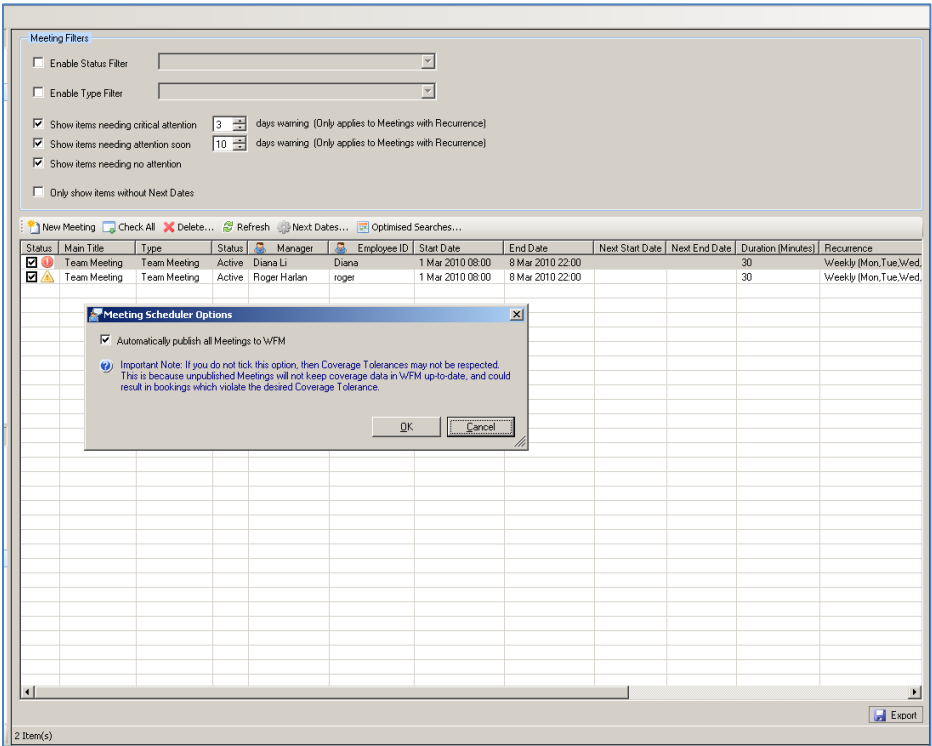 Meeting Filters
Enable Status Filter
Enable Type Filter
Show items needing critical attention 3 days warning (Only applies to Meetings with Recurrence)
Show items needing attention soon 10 days warning (Only applies to Meetings with Recurrence)
Show items needing no attention
Only show items without Next Dates
New Meeting Check All Delete... Refresh Next Dates... Optimised Searches...
Status Main Title Type Status Manager Employee ID Start Date End Date Next Start Date Next End Date Duration (Minutes) Recurrence
Team Meeting Team Meeting Active Diana Li Diana 1 Mar 2010 08:00 8 Mar 2010 22:00 30 Weekly (Mon,Tue,Wed,
Team Meeting Team Meeting Active Roger Harlan roger 1 Mar 2010 08:00 8 Mar 2010 22:00 30 Weekly (Mon,Tue,Wed,
Meeting Scheduler Options
Automatically publish all Meetings to WFM
Important Note: If you do not tick this option, then Coverage Tolerances may not be respected.
This is because unpublished Meetings will not keep coverage data in WFM up-to-date, and could
result in bookings which violate the desired Coverage Tolerance.
OK Cancel
Export
2 Item(s)